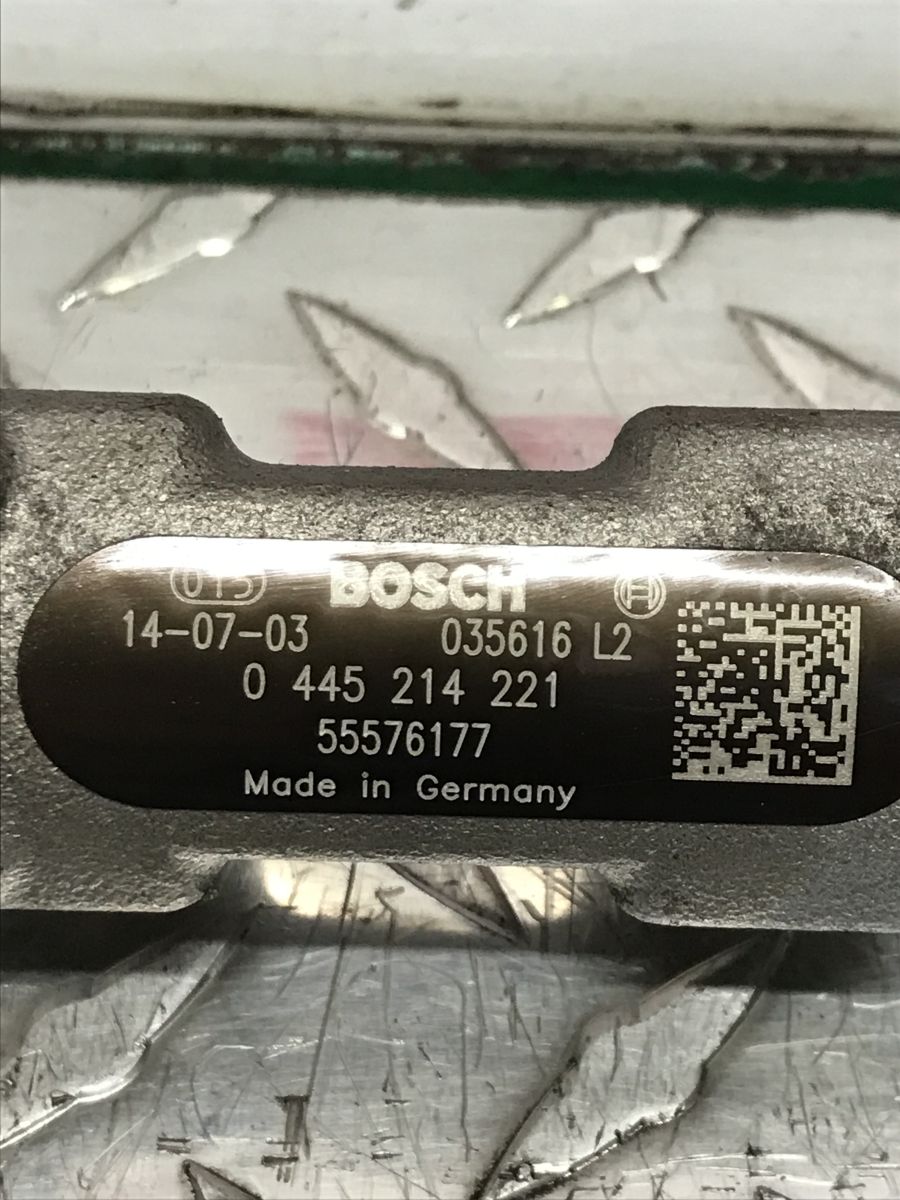 015 BOSCH
14-07-03 035616 L2
0 445 214 221
55576177
Made in Germany